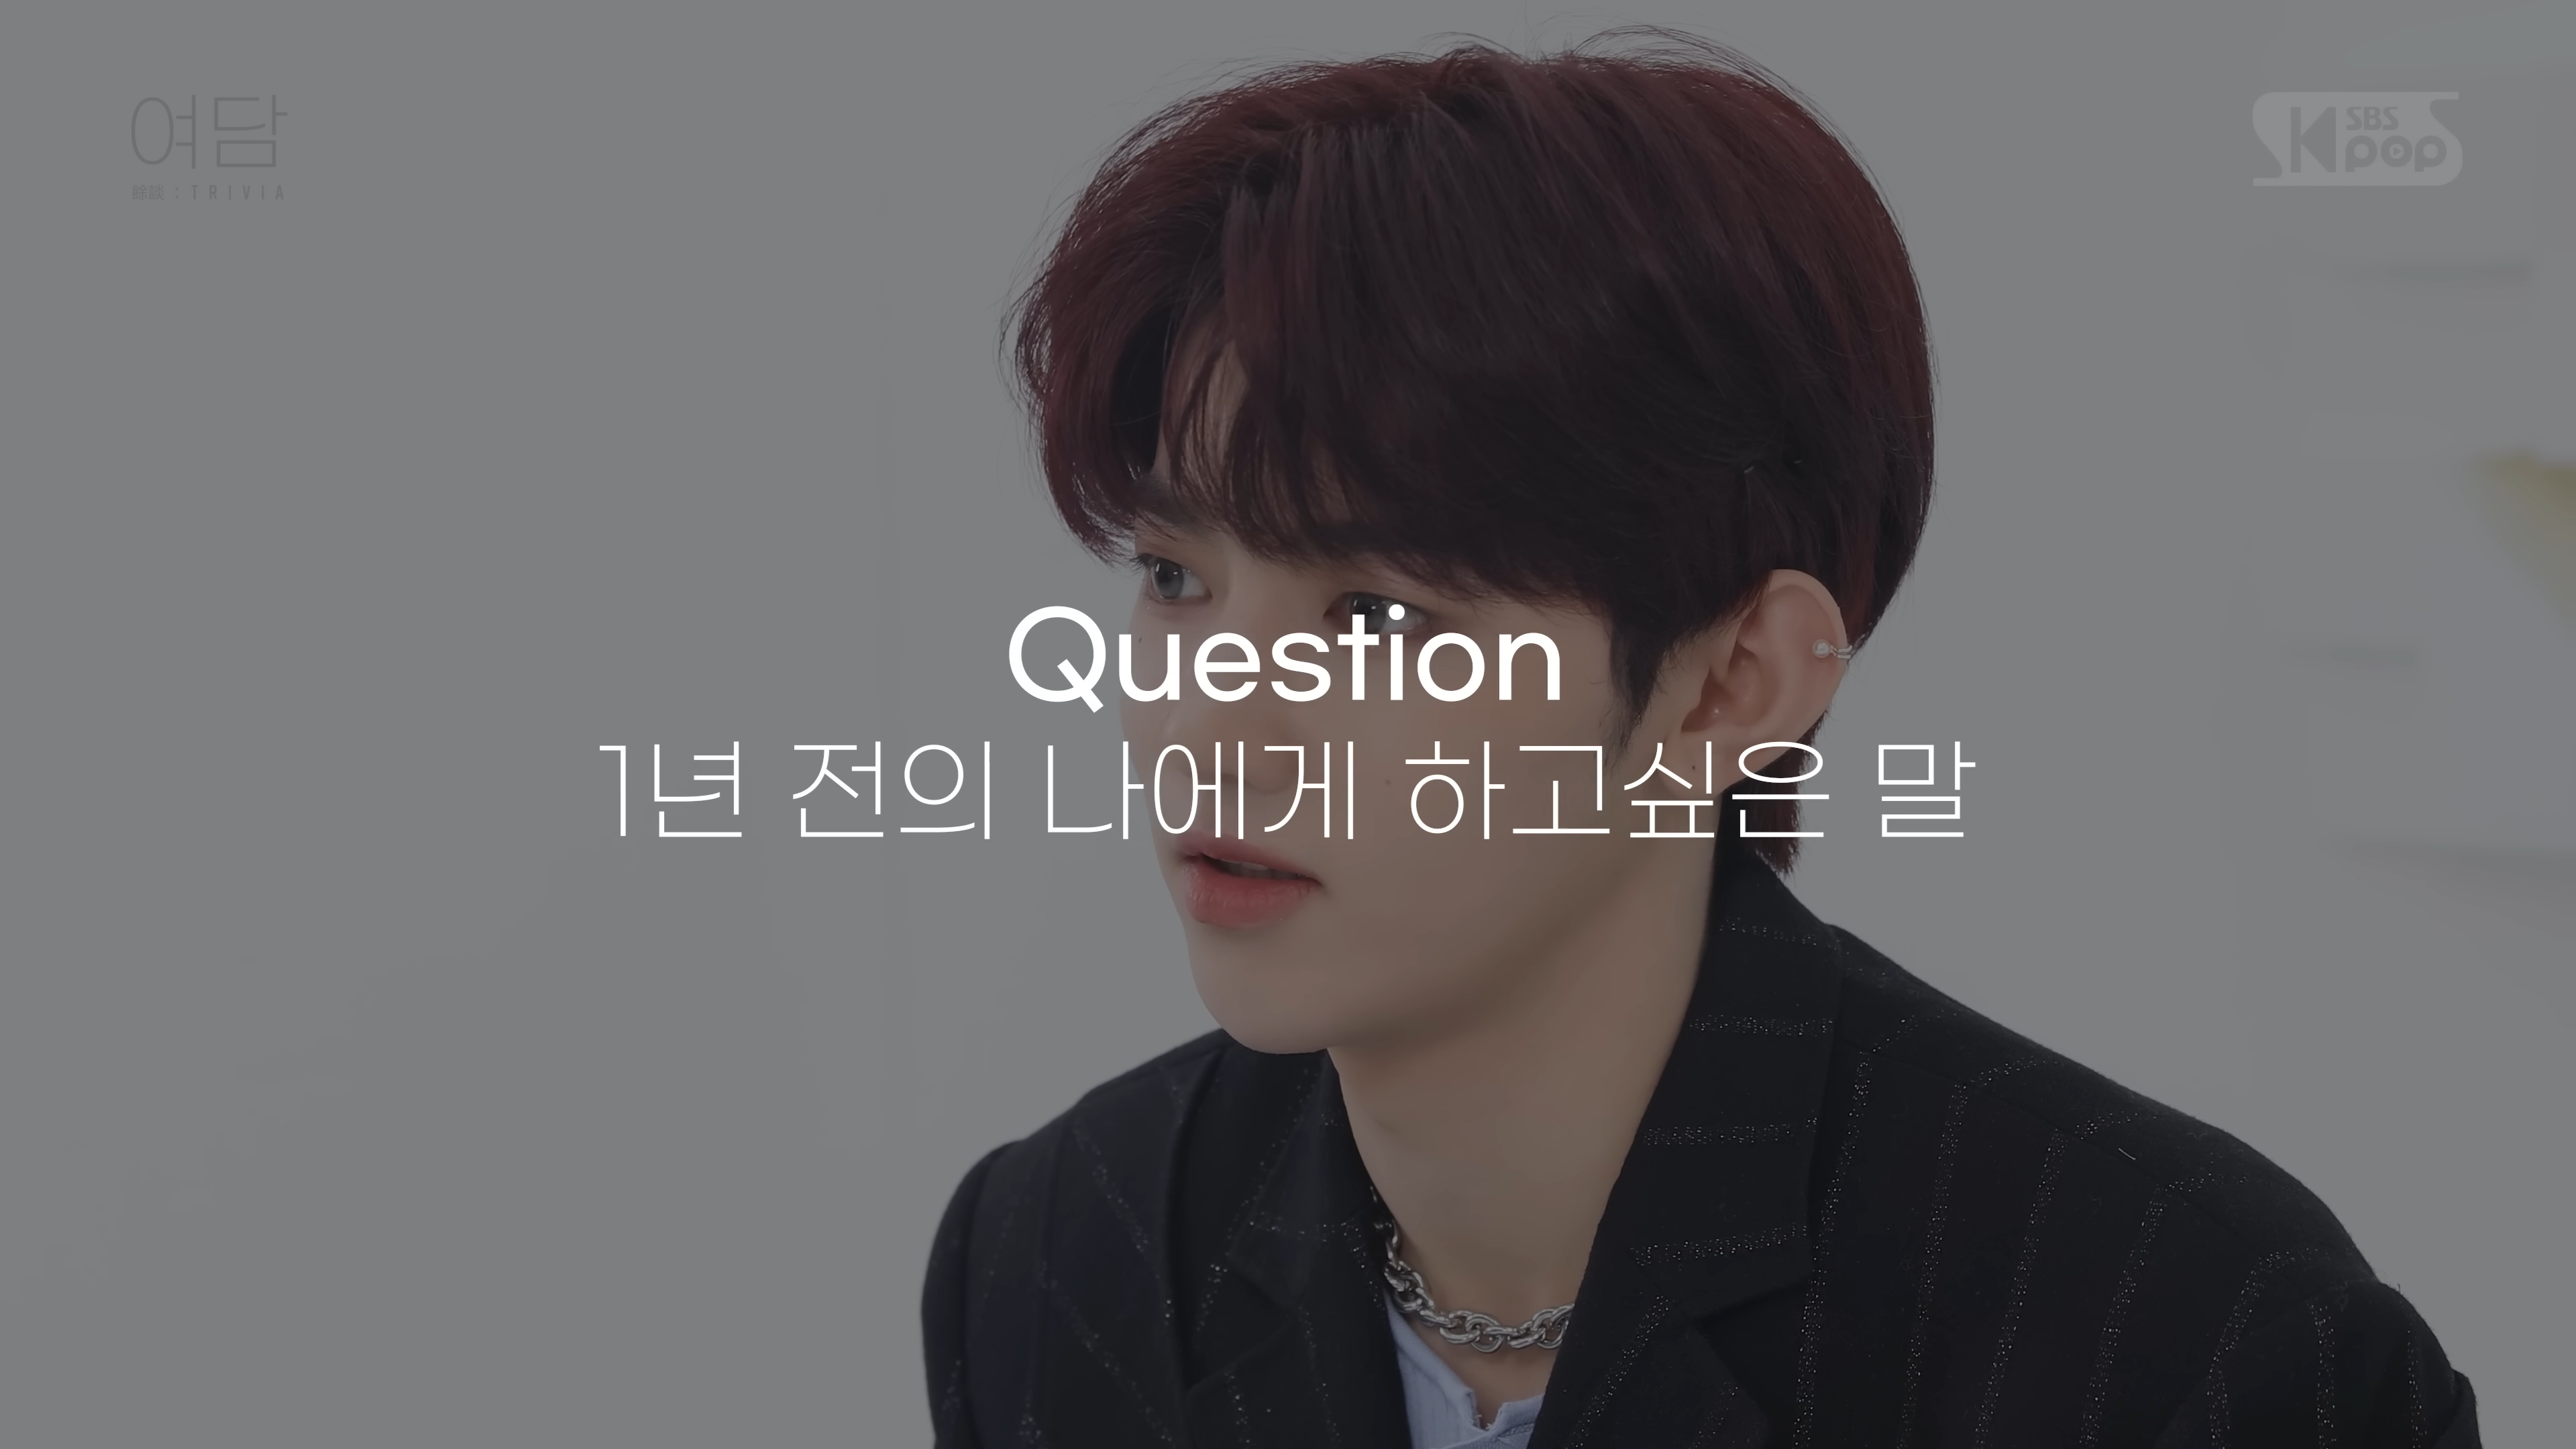 여담
餘談 : TRIVIA
SBS
Kpop
Question
1년 전의 나에게 하고싶은 말